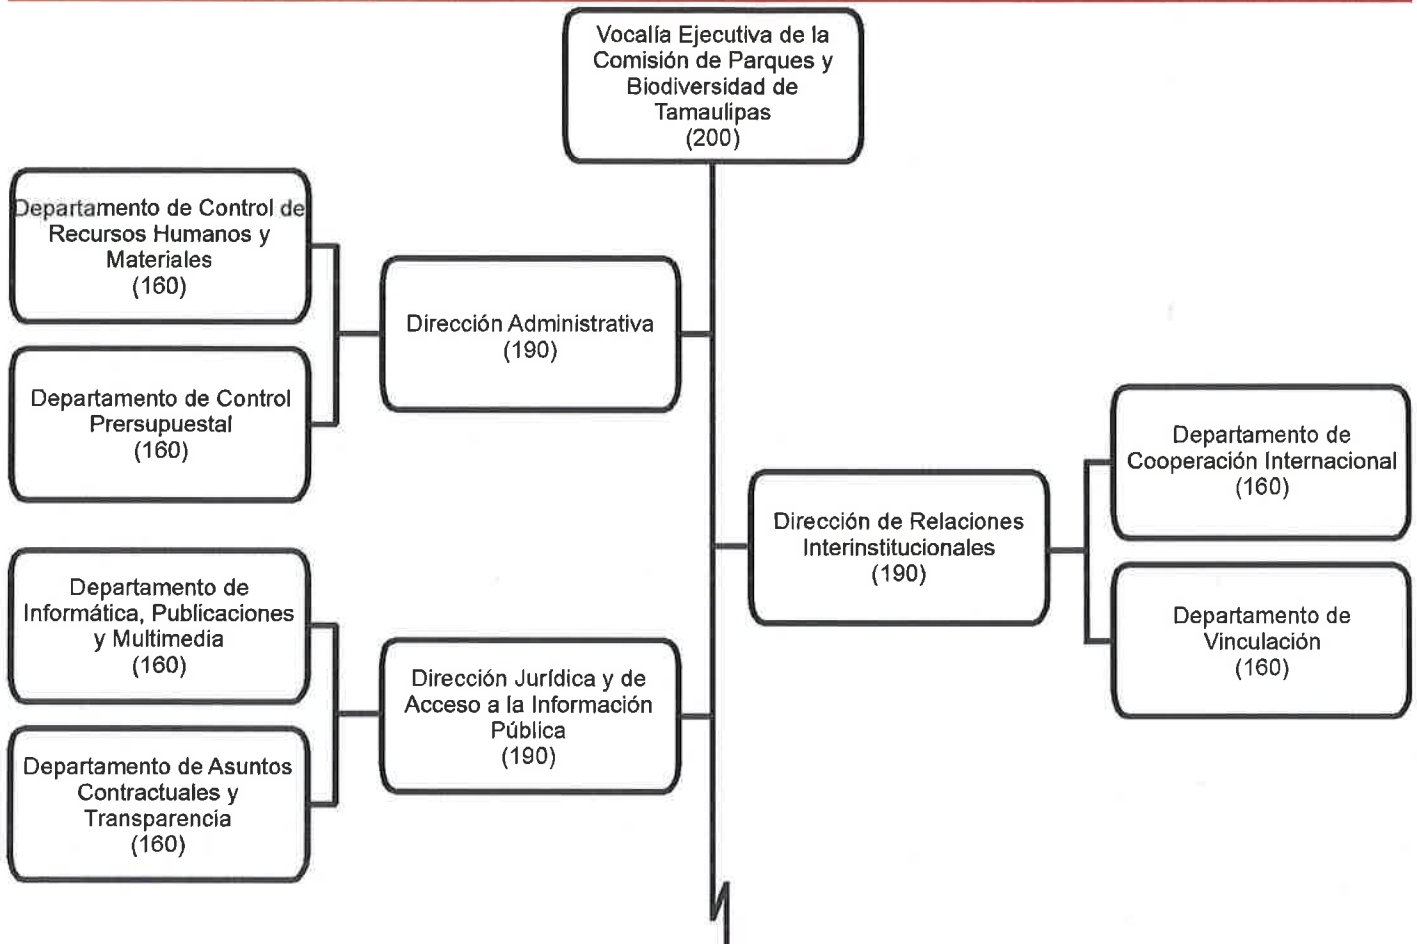 Vocalía Ejecutiva de la
Comisión de Parques y
Biodiversidad de
Tamaulipas
(200)
Departamento de Control de
Recursos Humanos y
Materiales
(160)
Dirección Administrativa
(190)
Departamento de Control
Prersupuestal
(160)
Departamento de
Cooperación Internacional
(160)
Dirección de Relaciones
Interinstitucionales
(190)
Departamento de
Vinculación
(160)
Departamento de
Informática, Publicaciones
y Multimedia
(160)
Dirección Jurídica y de
Acceso a la Información
Pública
(190)
Departamento de Asuntos
Contractuales y
Transparencia
(160)